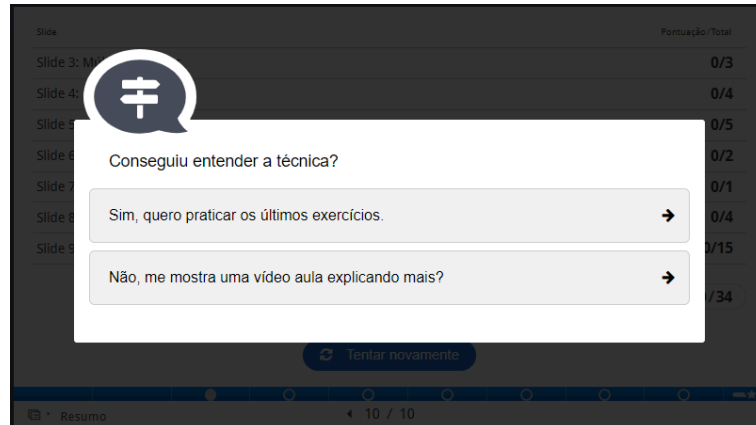 Slide Pontuação/Total
Slide 3: 0/3
Slide 4: 0/4
Slide 0/5
Slide 6 0/2
Slide 7 0/1
Slide 8 0/4
Slide 9 0/15
Conseguiu entender a técnica?
Sim, quero praticar os últimos exercícios.
Não, me mostra uma vídeo aula explicando mais?
/34
Tentar novamente
Resumo 10 / 10